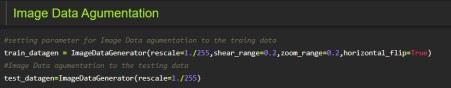 Image Data Agumentation
#setting parameter for Image Data agumentation to the traing data
train_datagen = ImageDataGenerator(rescale=1./255,shear_range=0.2,zoom_range=0.2,horizontal_flip=True)
#Image Data agumentation to the testing data
test_datagen=ImageDataGenerator(rescale=1./255)